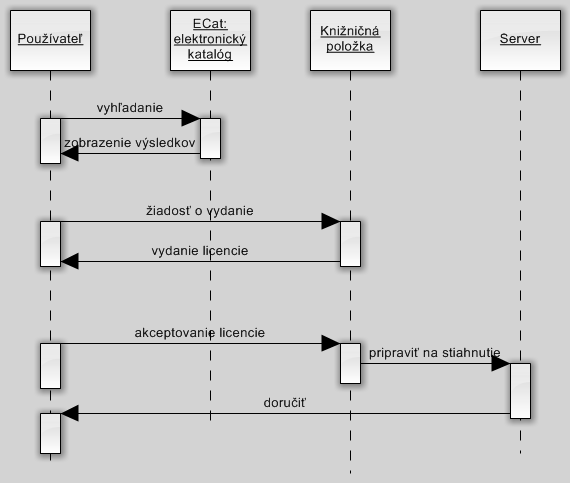 Používateľ
ECat:
elektronický
katalóg
Knižničná
položka
Server
vyhľadanie
zobrazenie výsledkov
žiadosť o vydanie
vydanie licencie
akceptovanie licencie
pripraviť na stiahnutie
doručiť